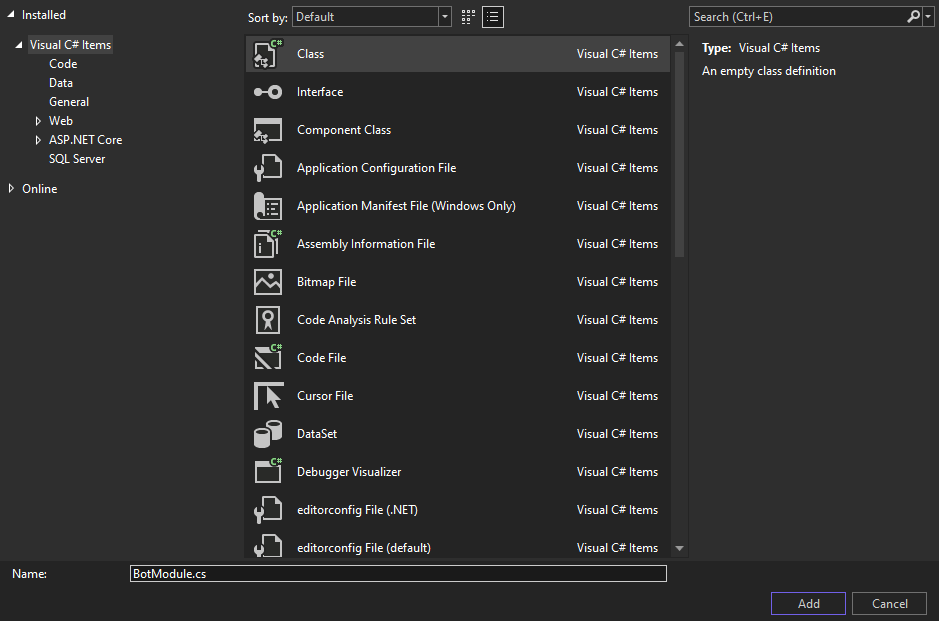 Installed
Visual C# Items
Code
Data
General
Web
ASP.NET Core
SQL Server
Online
Sort by: Default
C# Class Visual C# Items
Interface Visual C# Items
Component Class Visual C# Items
Application Configuration File Visual C# Items
Application Manifest File (Windows Only) Visual C# Items
C# Assembly Information File Visual C# Items
Bitmap File Visual C# Items
Code Analysis Rule Set Visual C# Items
C# Code File Visual C# Items
Cursor File Visual C# Items
DataSet Visual C# Items
C# Debugger Visualizer Visual C# Items
editorconfig File (.NET) Visual C# Items
editorconfig File (default) Visual C# Items
Search (Ctrl+E)
Type: Visual C# Items
An empty class definition
Name: BotModule.cs
Add Cancel